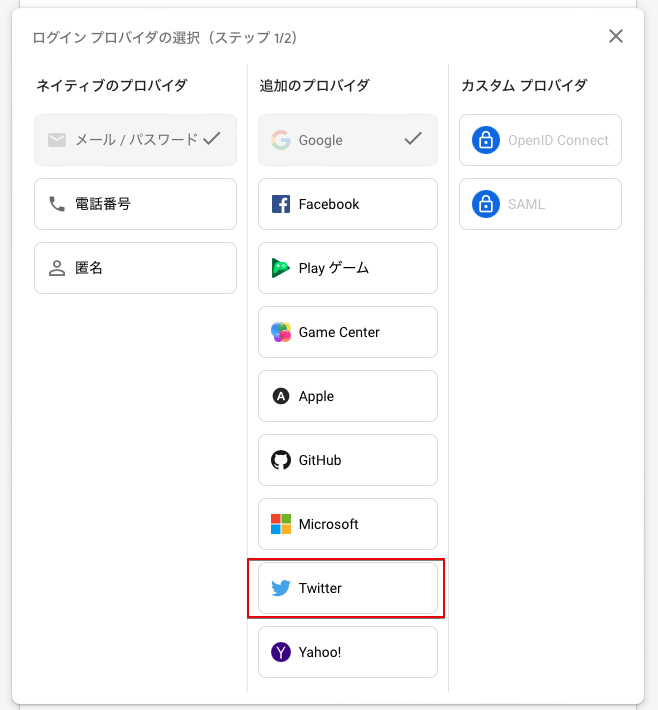 ログイン プロバイダの選択（ステップ 1/2）
ネイティブのプロバイダ
メール / パスワード
電話番号
匿名
追加のプロバイダ
Google
Facebook
Play ゲーム
Game Center
Apple
GitHub
Microsoft
Twitter
Yahoo!
カスタム プロバイダ
OpenID Connect
SAML